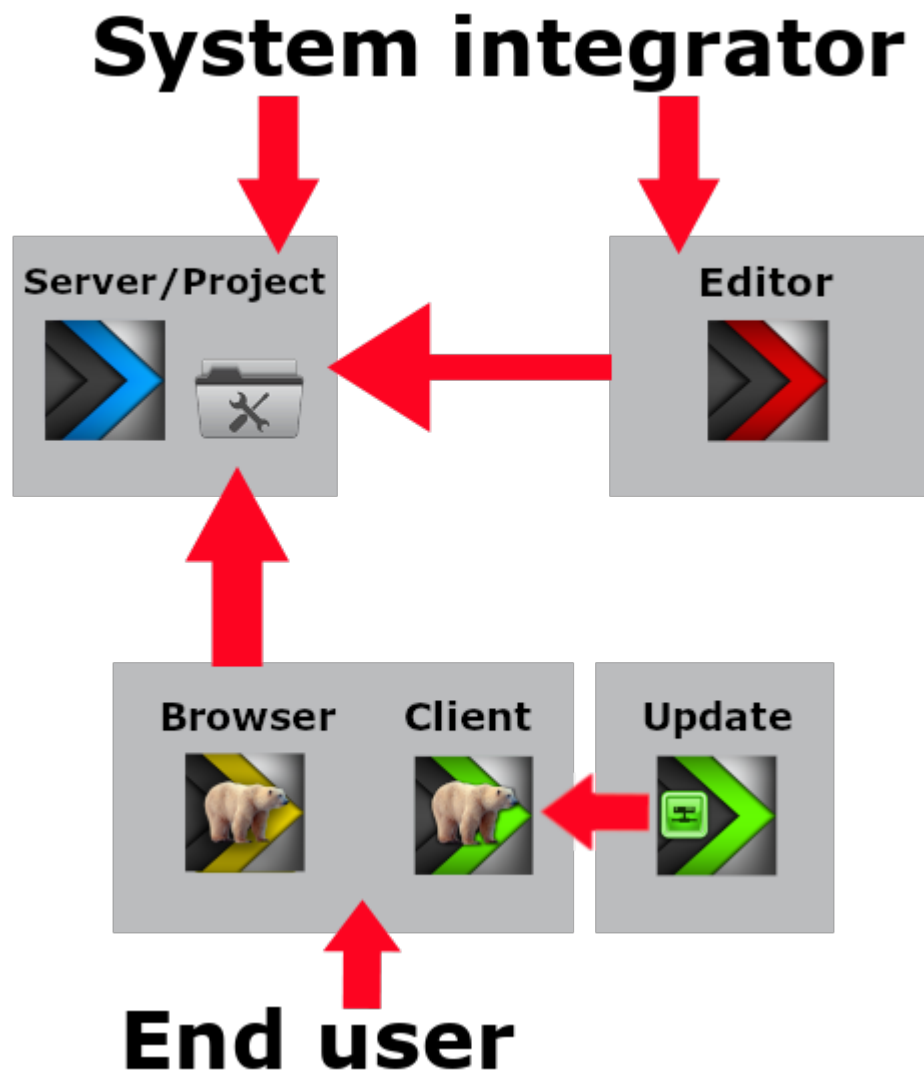 System integrator
Server/Project
Editor
Browser
Client
Update
End user